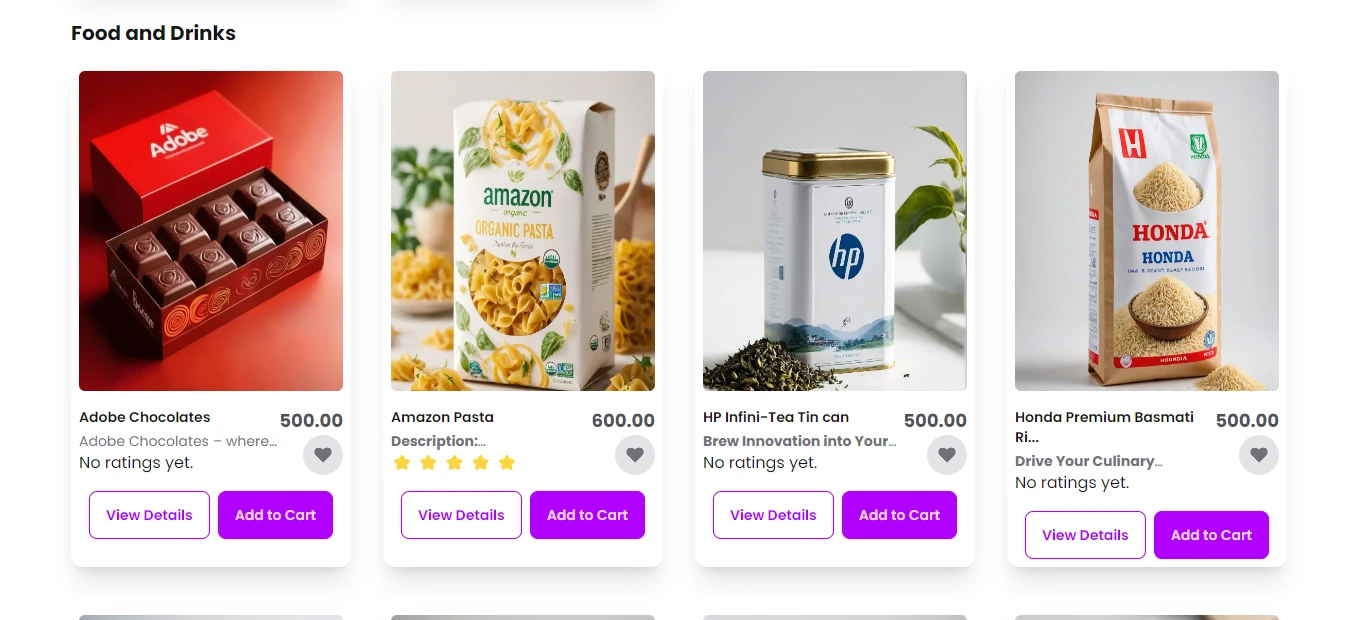 Food and Drinks
Adobe
amazon
organic
ORGANIC PASTA
hp
H
HONDA
HONDA
HONDA
HOONDIA
Adobe Chocolates
500.00
Adobe Chocolates – where...
No ratings yet.
View Details
Add to Cart
Amazon Pasta
600.00
Description:...
View Details
Add to Cart
HP Infini-Tea Tin can
500.00
Brew Innovation into Your...
No ratings yet.
View Details
Add to Cart
Honda Premium Basmati
Ri...
500.00
Drive Your Culinary...
No ratings yet.
View Details
Add to Cart